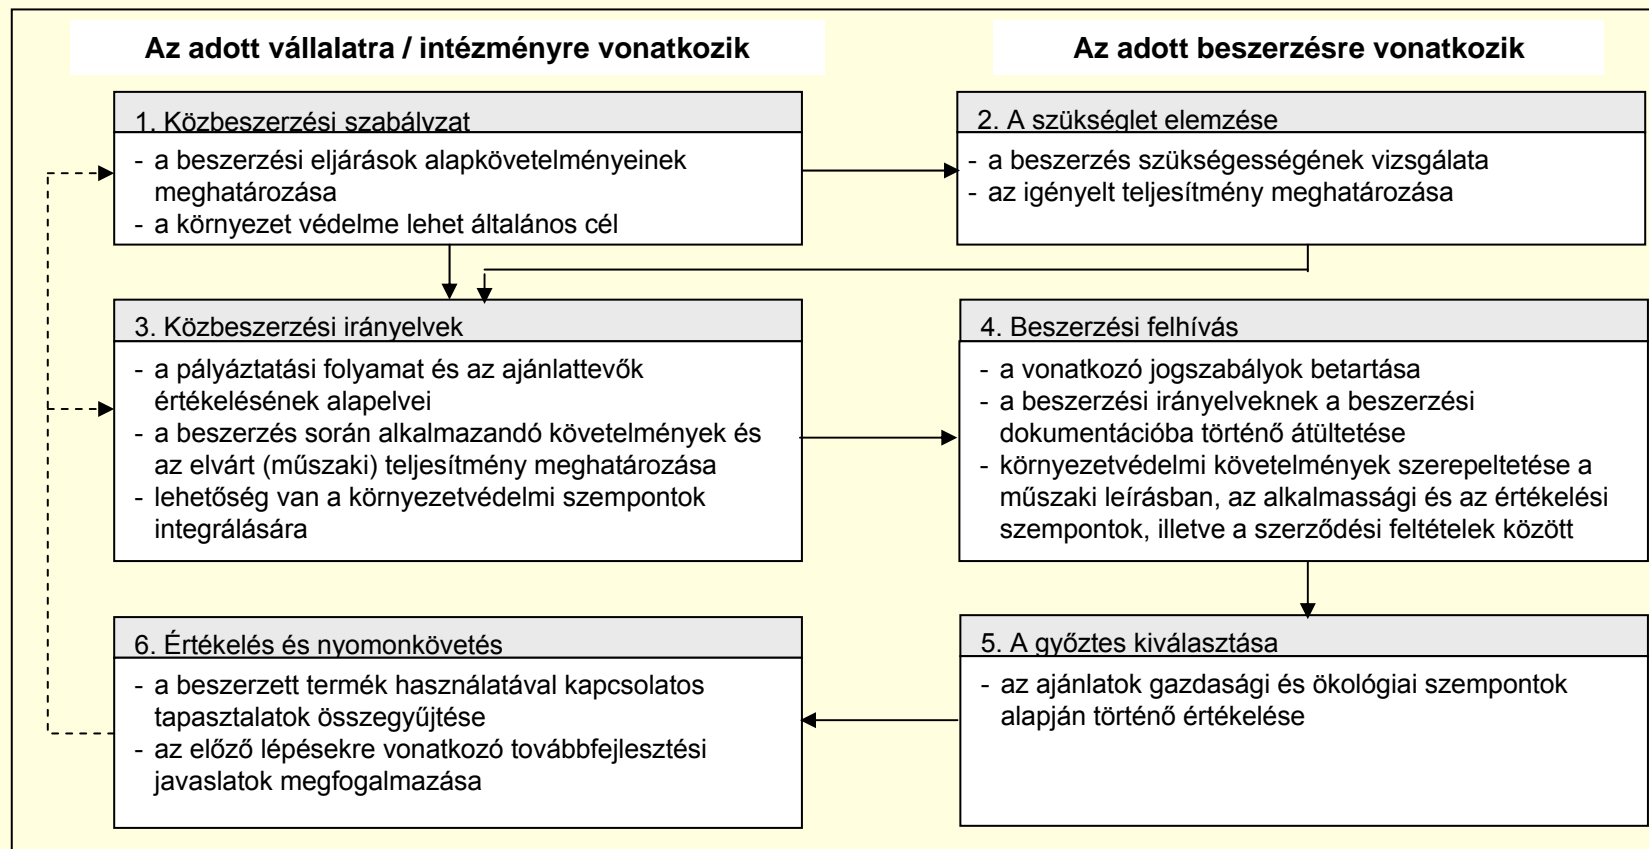 Az adott vállalatra / intézményre vonatkozik
Az adott beszerzésre vonatkozik
1. Közbeszerzési szabályzat
- a beszerzési eljárások alapkövetelményeinek
meghatározása
- a környezet védelme lehet általános cél
2. A szükséglet elemzése
- a beszerzés szükségességének vizsgálata
- az igényelt teljesítmény meghatározása
3. Közbeszerzési irányelvek
- a pályáztatási folyamat és az ajánlattevők
értékelésének alapelvei
- a beszerzés során alkalmazandó követelmények és
az elvárt (műszaki) teljesítmény meghatározása
- lehetőség van a környezetvédelmi szempontok
integrálására
4. Beszerzési felhívás
- a vonatkozó jogszabályok betartása
- a beszerzési irányelveknek a beszerzési
dokumentációba történő átültetése
- környezetvédelmi követelmények szerepeltetése a
műszaki leírásban, az alkalmassági és az értékelési
szempontok, illetve a szerződési feltételek között
6. Értékelés és nyomonkövetés
- a beszerzett termék használatával kapcsolatos
tapasztalatok összegyűjtése
- az előző lépésekre vonatkozó továbbfejlesztési
javaslatok megfogalmazása
5. A győztes kiválasztása
- az ajánlatok gazdasági és ökológiai szempontok
alapján történő értékelése